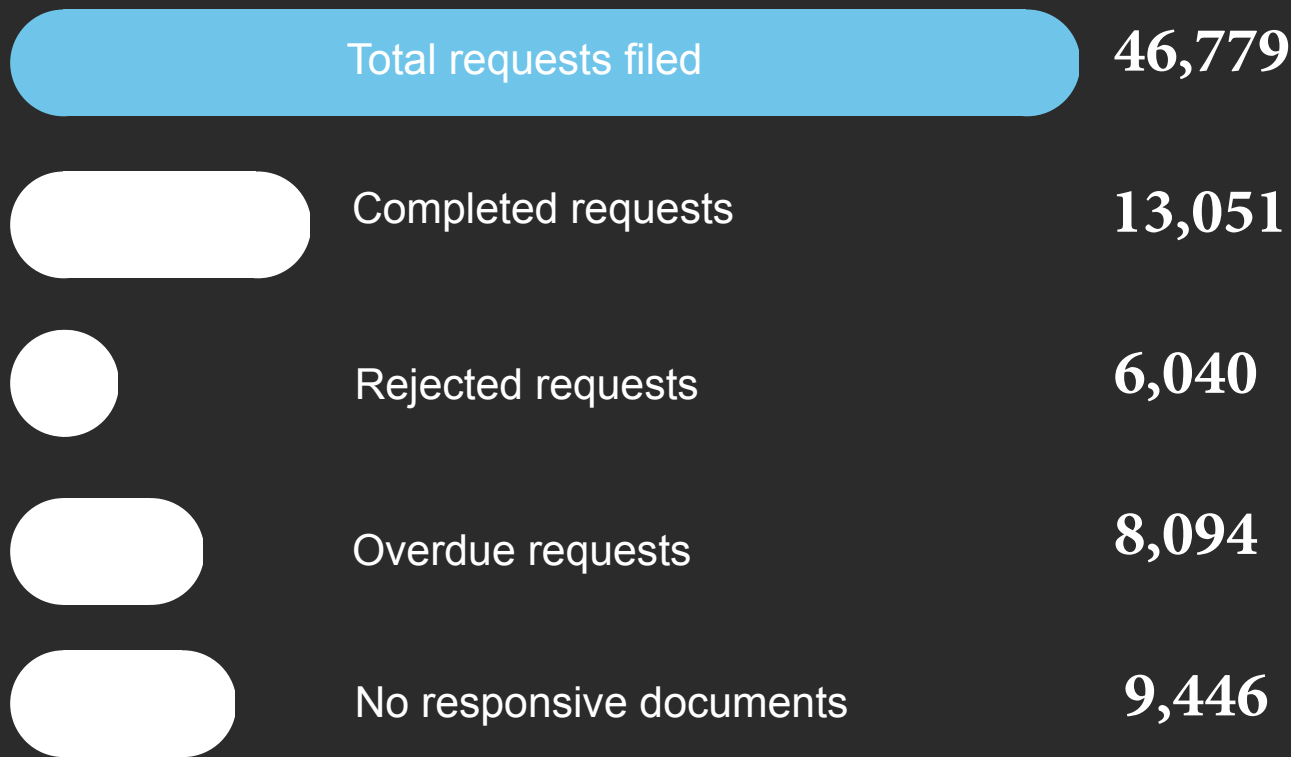 Total requests filed 46,779
Completed requests 13,051
Rejected requests 6,040
Overdue requests 8,094
No responsive documents 9,446